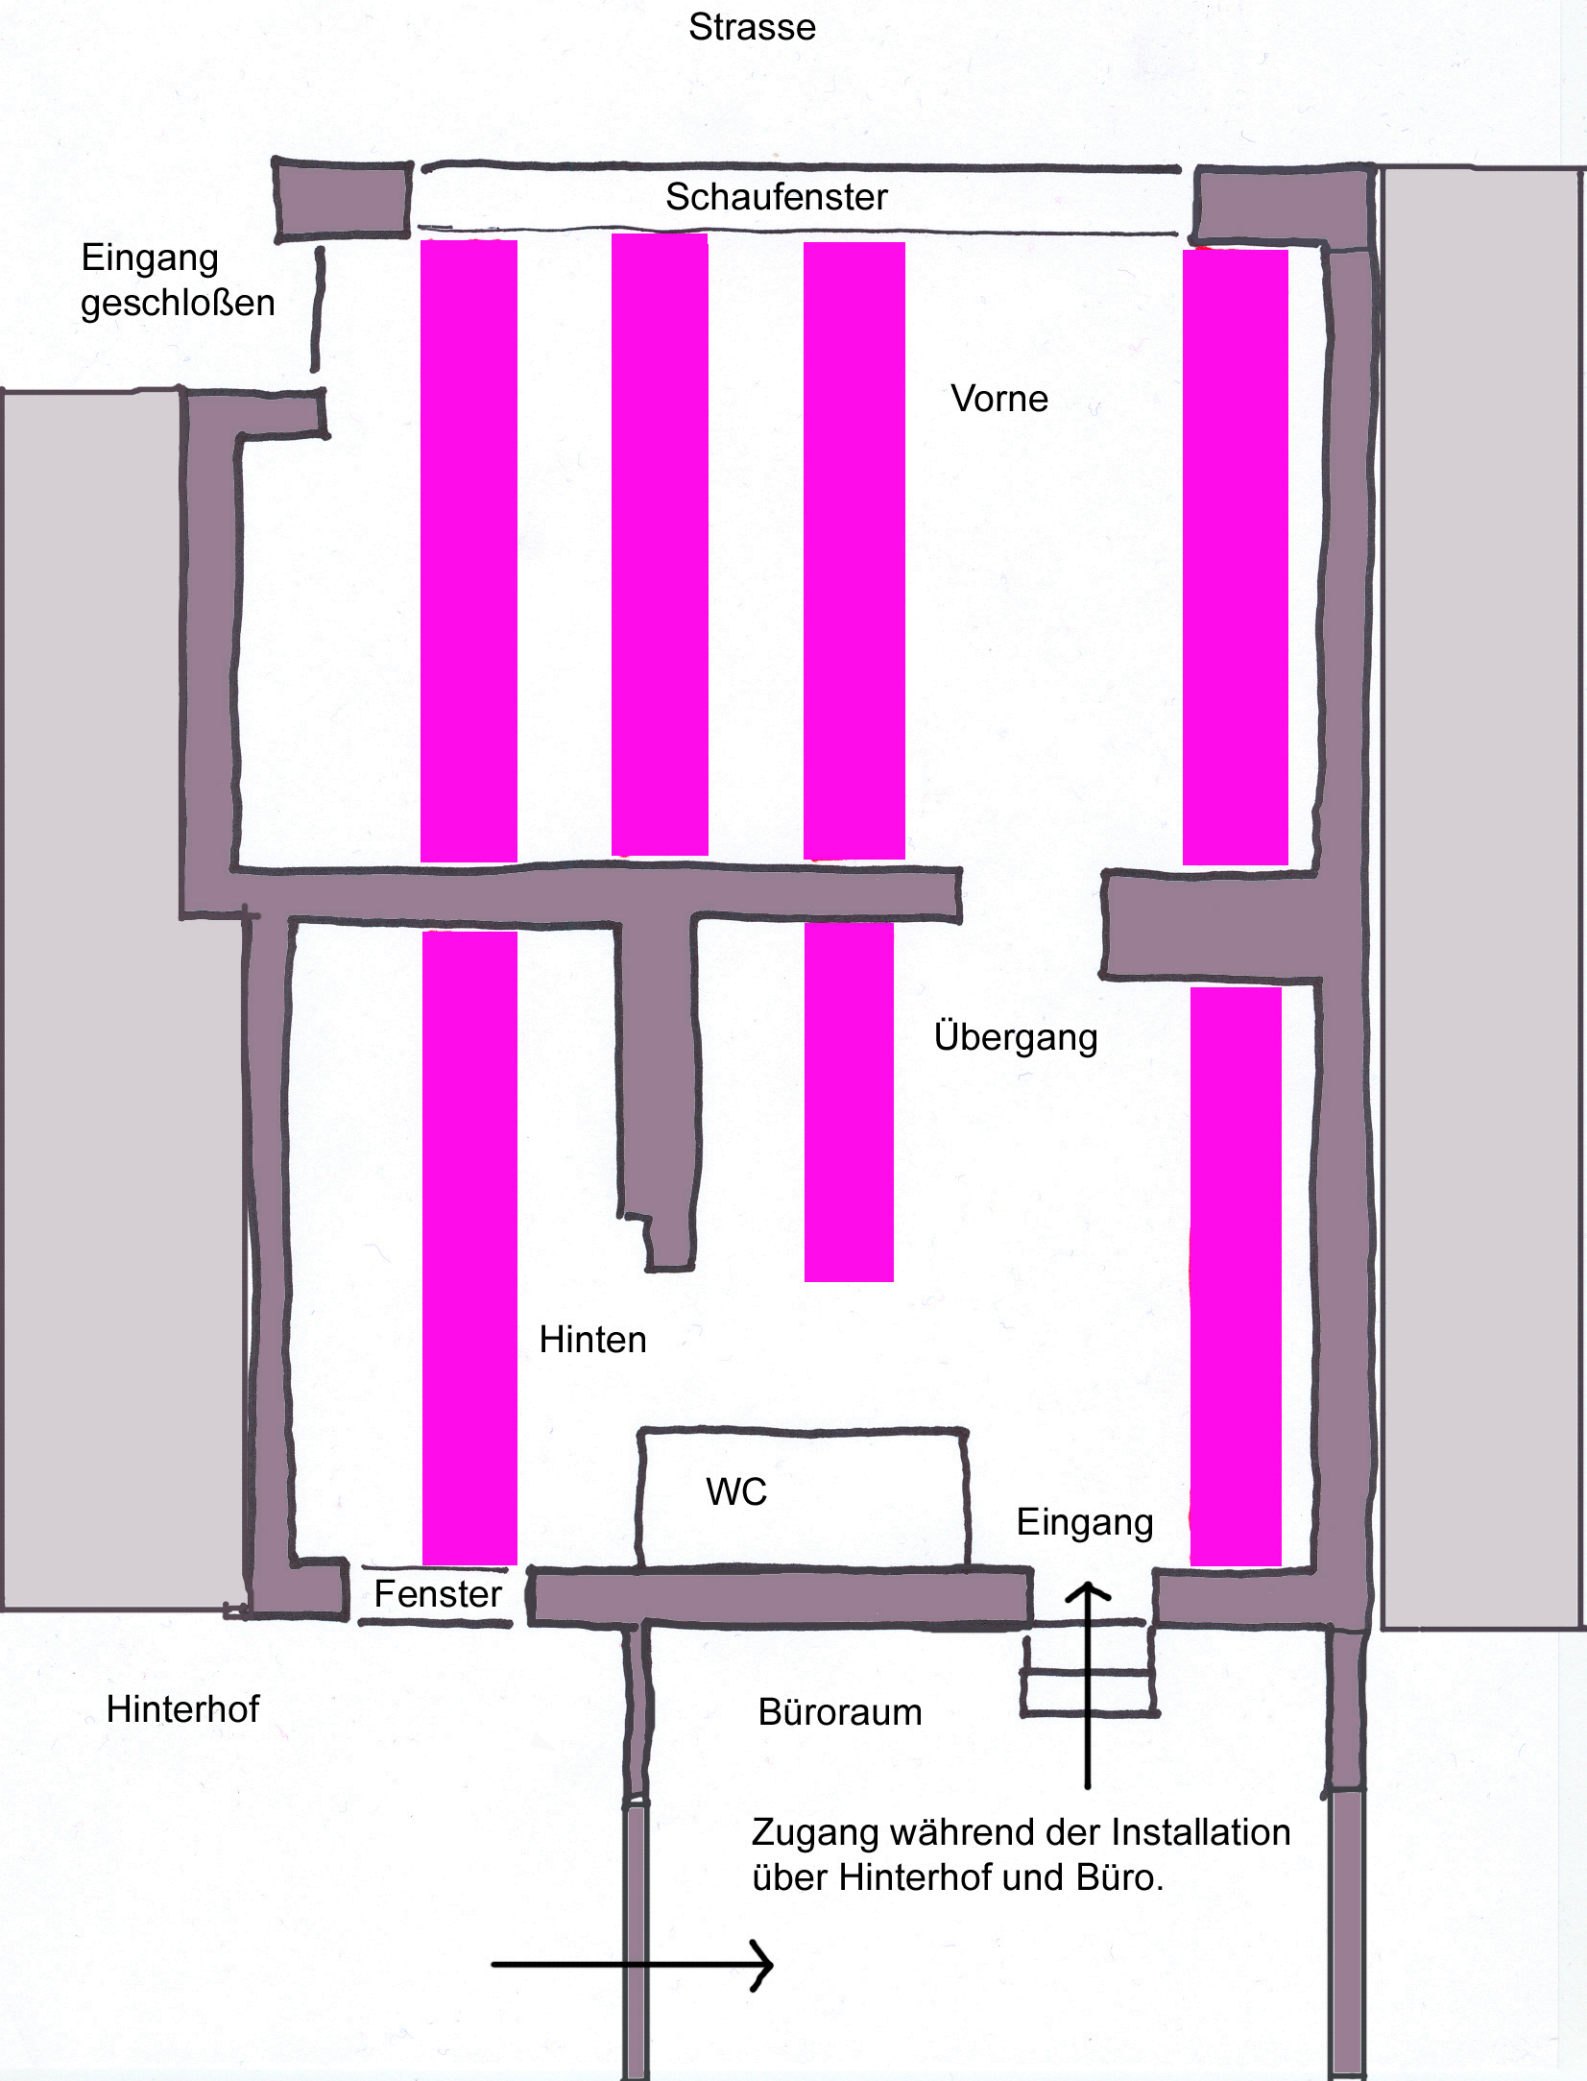 Strasse
Schaufenster
Eingang
geschloßen
Vorne
Übergang
Hinten
WC
Eingang
Fenster
Hinterhof
Büroraum
Zugang während der Installation
über Hinterhof und Büro.